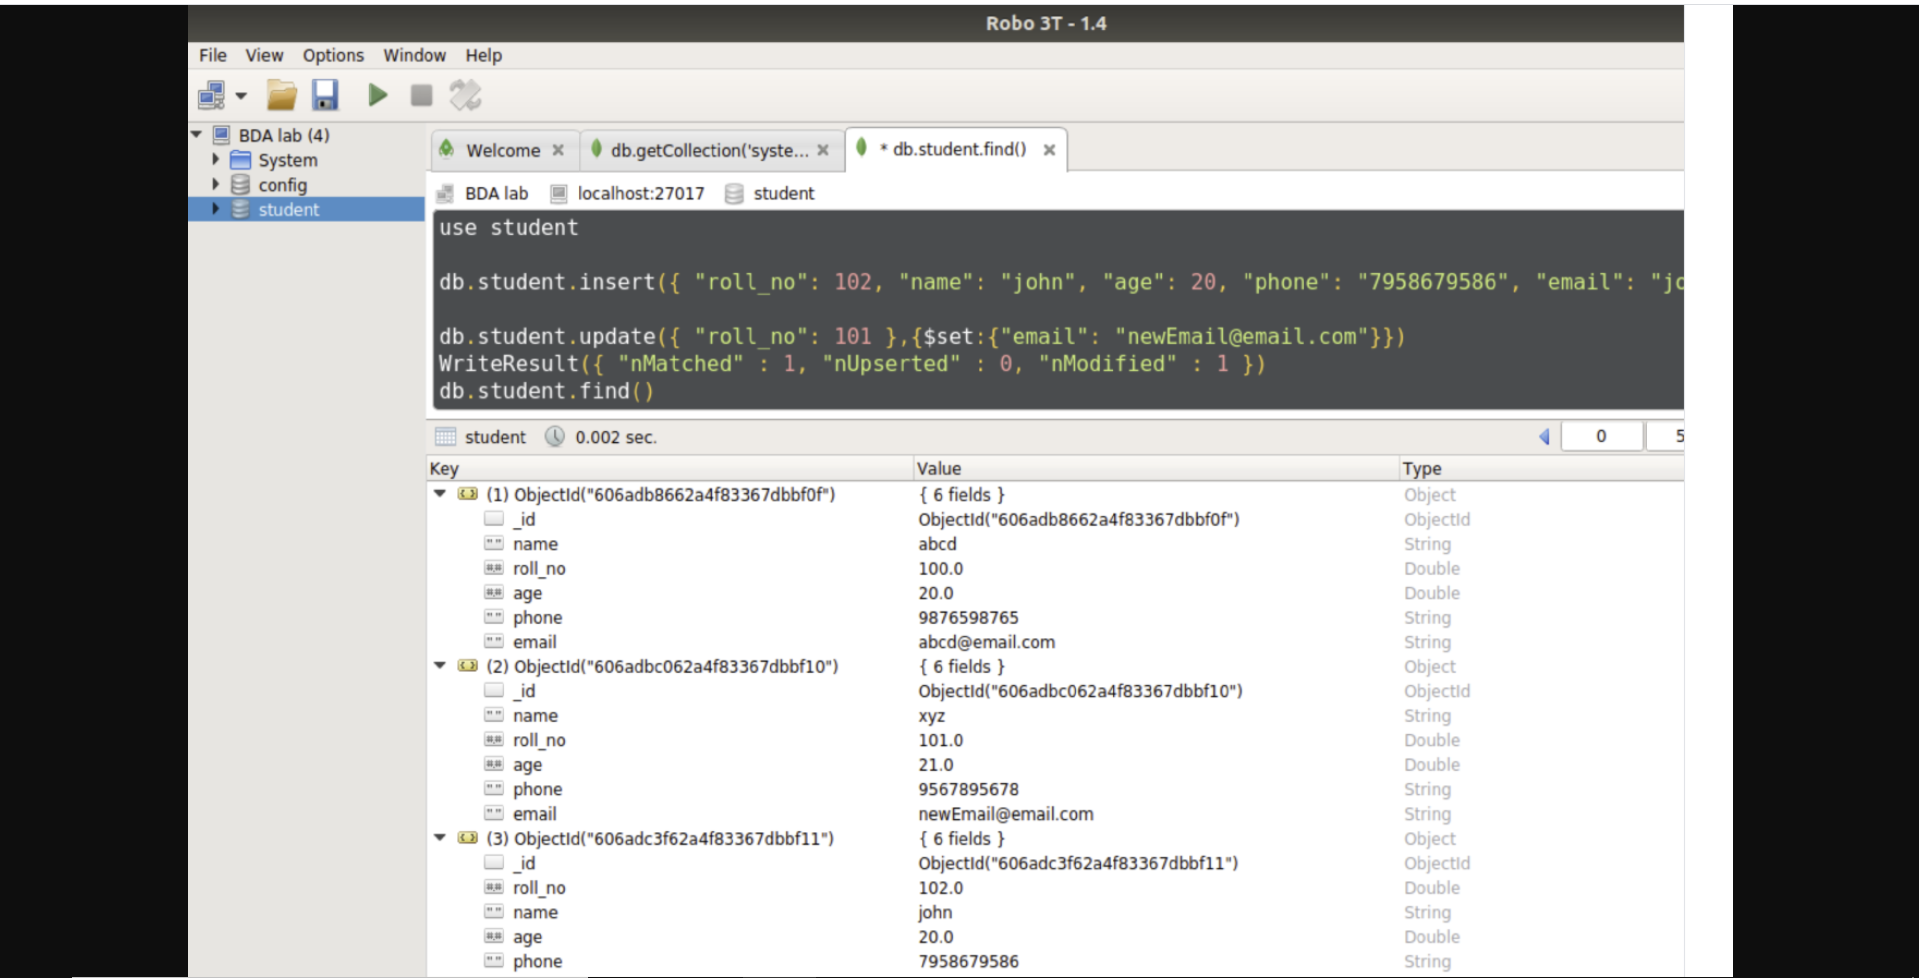 Robo 3T - 1.4
File View Options Window Help
BDA lab (4)
System
config
student
Welcome
db.getCollection('syste...
* db.student.find()
BDA lab localhost:27017 student
use student
db.student.insert({ "roll_no": 102, "name": "john", "age": 20, "phone": "7958679586", "email": "jo
db.student.update({ "roll_no": 101 },{$set:{"email": "newEmail@email.com"}})
WriteResult({ "nMatched" : 1, "nUpserted" : 0, "nModified" : 1 })
db.student.find()
student 0.002 sec. 0 5
Key Value Type
(1) ObjectId("606adb8662a4f83367dbbf0f") { 6 fields } Object
_id ObjectId("606adb8662a4f83367dbbf0f") ObjectId
name abcd String
roll_no 100.0 Double
age 20.0 Double
phone 9876598765 String
email abcd@email.com String
(2) ObjectId("606adbc062a4f83367dbbf10") { 6 fields } Object
_id ObjectId("606adbc062a4f83367dbbf10") ObjectId
name xyz String
roll_no 101.0 Double
age 21.0 Double
phone 9567895678 String
email newEmail@email.com String
(3) ObjectId("606adc3f62a4f83367dbbf11") { 6 fields } Object
_id ObjectId("606adc3f62a4f83367dbbf11") ObjectId
roll_no 102.0 Double
name john String
age 20.0 Double
phone 7958679586 String